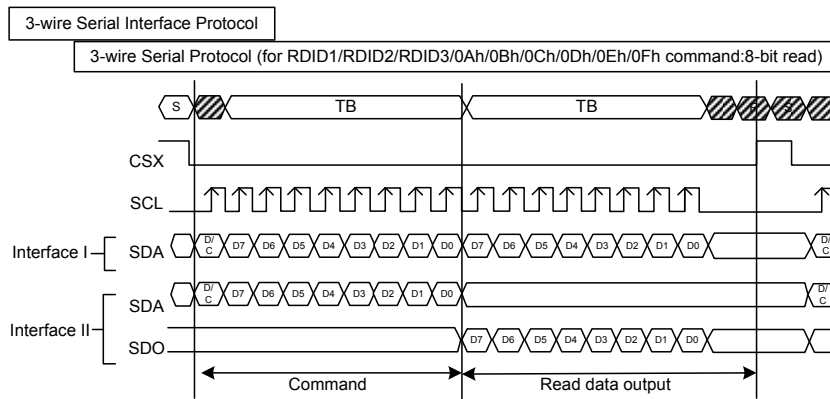 3-wire Serial Interface Protocol
3-wire Serial Protocol (for RDID1/RDID2/RDID3/0Ah/0Bh/0Ch/0Dh/0Eh/0Fh command:8-bit read)
S TB TB P S
CSX
SCL
Interface I SDA D/C D7 D6 D5 D4 D3 D2 D1 D0 D7 D6 D5 D4 D3 D2 D1 D0 D/C
SDA D/C D7 D6 D5 D4 D3 D2 D1 D0 D/C
Interface II
SDO D7 D6 D5 D4 D3 D2 D1 D0
Command Read data output